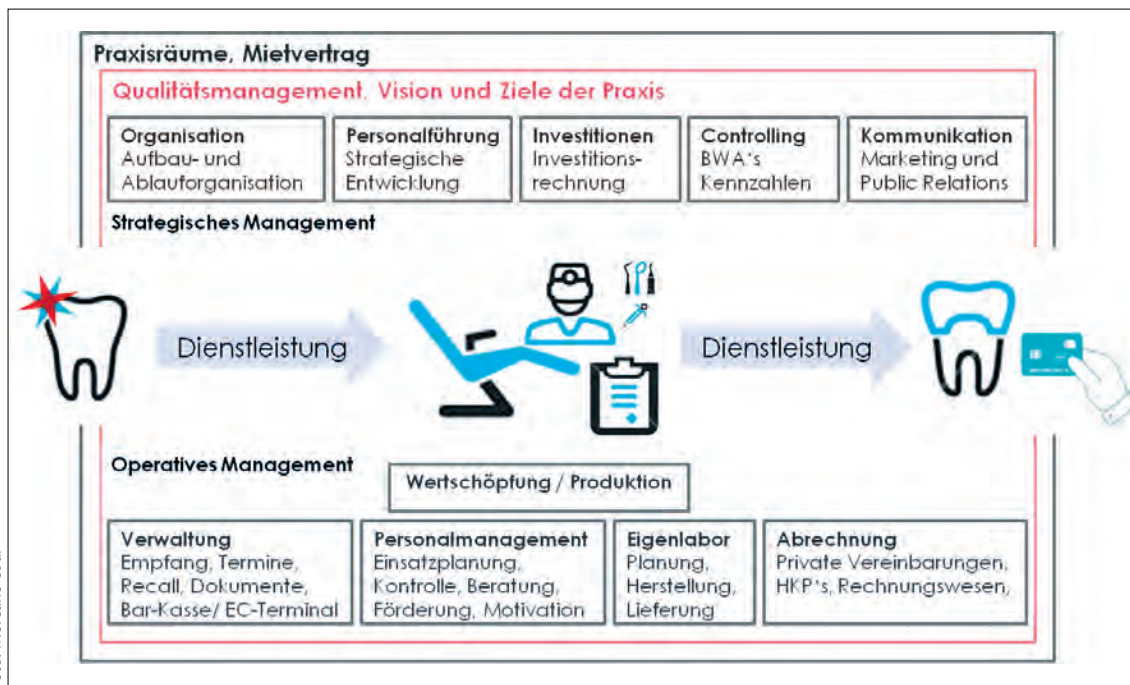 Praxisräume, Mietvertrag
Qualitätsmanagement, Vision und Ziele der Praxis
Organisation
Aufbau- und
Ablauforganisation
Personalführung
Strategische
Entwicklung
Investitionen
Investitions-
rechnung
Controlling
BWA's
Kennzahlen
Kommunikation
Marketing und
Public Relations
Strategisches Management
Dienstleistung
Dienstleistung
Operatives Management
Wertschöpfung / Produktion
Verwaltung
Empfang, Termine,
Recall, Dokumente,
Bar-Kasse/ EC-Terminal
Personalmanagement
Einsatzplanung,
Kontrolle, Beratung,
Förderung, Motivation
Eigenlabor
Planung,
Herstellung,
Lieferung
Abrechnung
Private Vereinbarungen,
HKP's, Rechnungswesen,